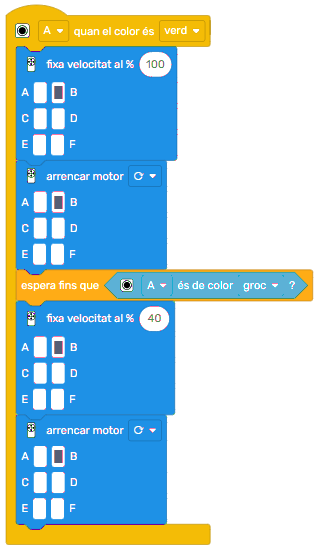 A quan el color és verd
fixa velocitat al % 100
A B
C D
E F
arrencar motor
A B
C D
E F
espera fins que A és de color groc ?
fixa velocitat al % 40
A B
C D
E F
arrencar motor
A B
C D
E F